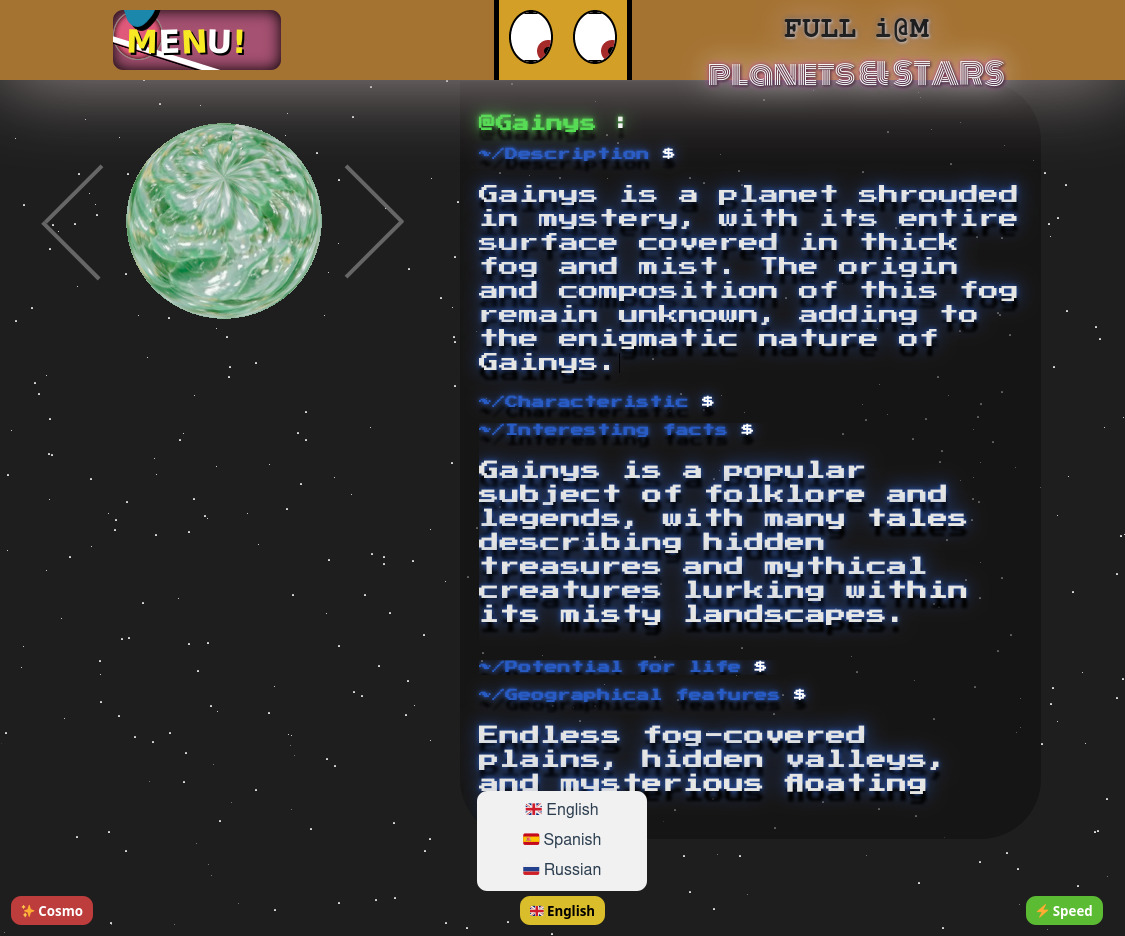 MENU!
FULL i@M
PLANETS&STARS
@Gainys :
~/Description $
Gainys is a planet shrouded
in mystery, with its entire
surface covered in thick
fog and mist. The origin
and composition of this fog
remain unknown, adding to
the enigmatic nature of
Gainys.
~/Characteristic $
~/Interesting facts $
Gainys is a popular
subject of folklore and
legends, with many tales
describing hidden
treasures and mythical
creatures lurking within
its misty landscapes.
~/Potential for life $
~/Geographical features $
Endless fog-covered
plains, hidden valleys,
and mysterious floating
English
Spanish
Russian
✨ Cosmo
English
⚡ Speed